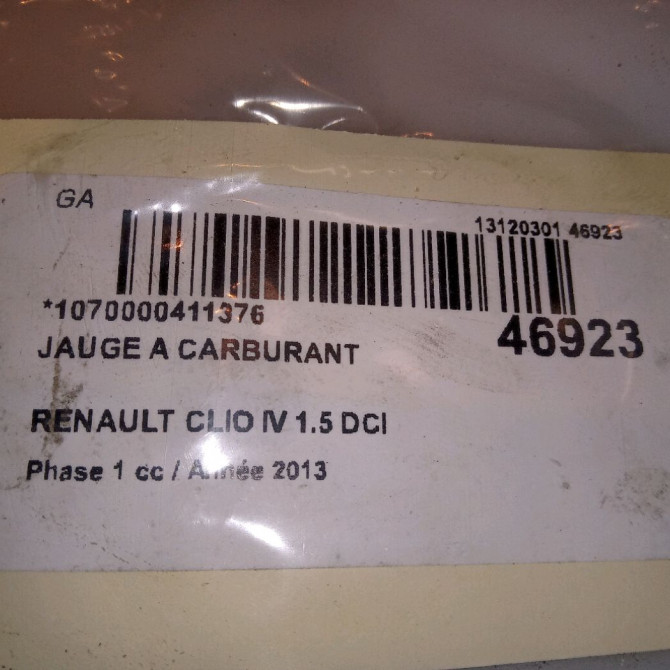 GA
13120301 46923
*1070000411376
46923
JAUGE A CARBURANT
RENAULT CLIO IV 1.5 DCI
Phase 1 cc / Année 2013